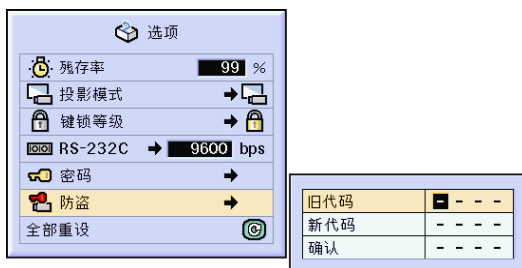 选项
残存率 99 %
投影模式
键锁等级
RS-232C 9600 bps
密码
防盗
全部重设
旧代码 - - - -
新代码 - - - -
确认 - - - -